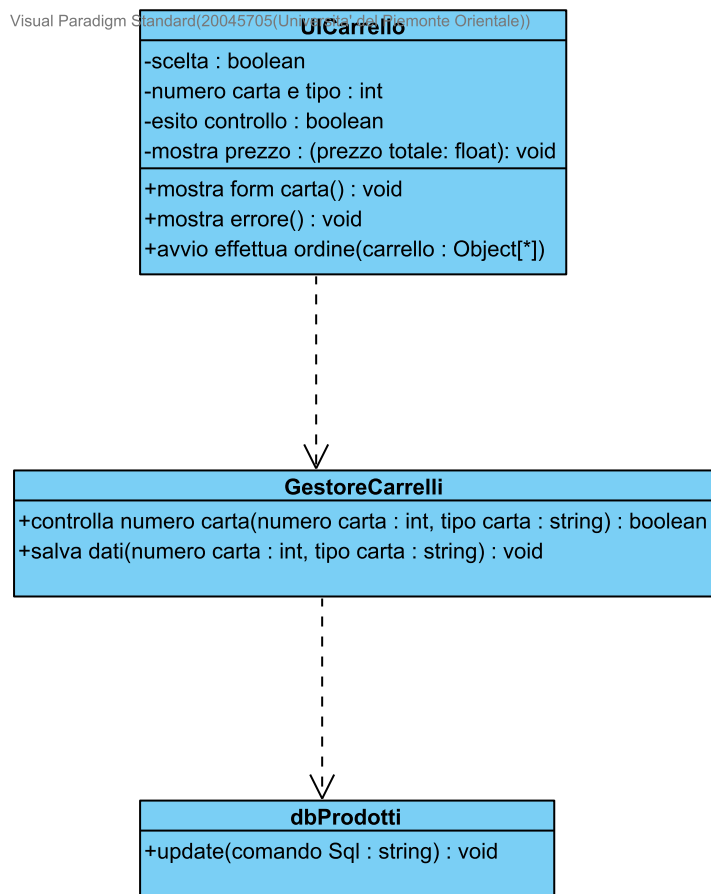 Visual Paradigm Standard(20045705(Universita' del Piemonte Orientale))
UICarrello
-scelta : boolean
-numero carta e tipo : int
-esito controllo : boolean
-mostra prezzo : (prezzo totale: float): void
+mostra form carta() : void
+mostra errore() : void
+avvio effettua ordine(carrello : Object[*])
GestoreCarrelli
+controlla numero carta(numero carta : int, tipo carta : string) : boolean
+salva dati(numero carta : int, tipo carta : string) : void
dbProdotti
+update(comando Sql : string) : void